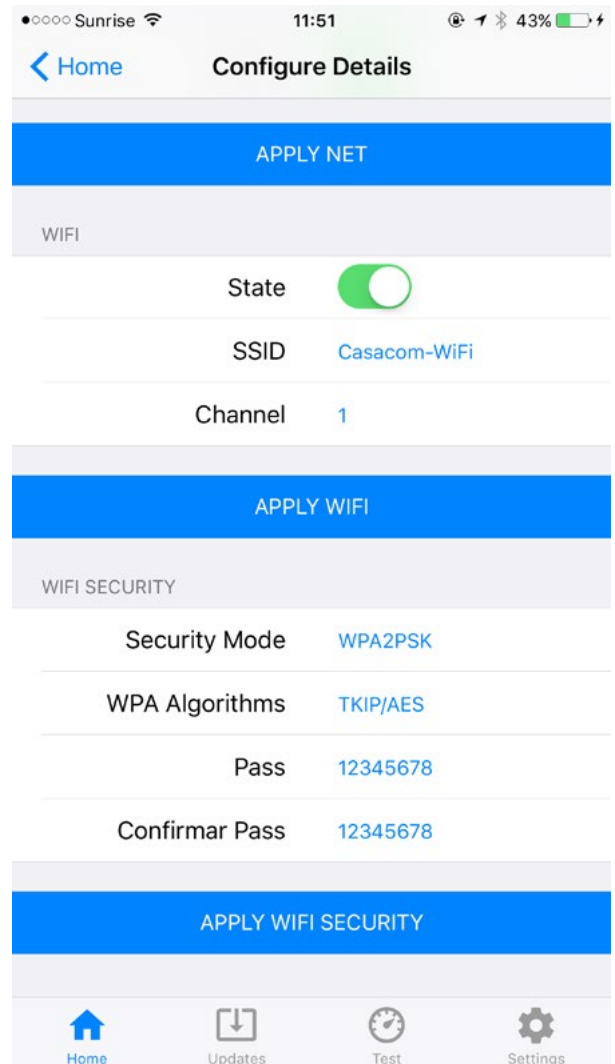 Sunrise 11:51 43%
Home Configure Details
APPLY NET
WIFI
State
SSID Casacom-WiFi
Channel 1
APPLY WIFI
WIFI SECURITY
Security Mode WPA2PSK
WPA Algorithms TKIP/AES
Pass 12345678
Confirmar Pass 12345678
APPLY WIFI SECURITY
Home Updates Test Settings